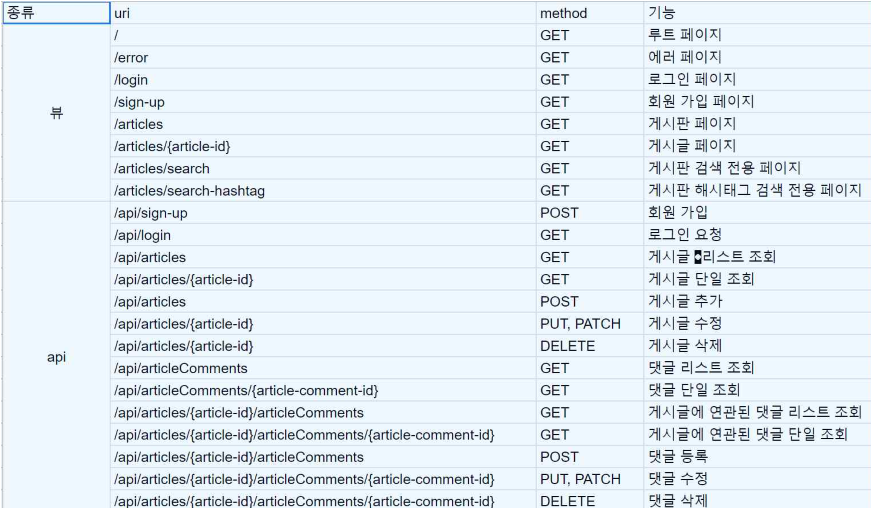 종류 uri method 기능
뷰
/ GET 루트 페이지
/error GET 에러 페이지
/login GET 로그인 페이지
/sign-up GET 회원 가입 페이지
/articles GET 게시판 페이지
/articles/{article-id} GET 게시글 페이지
/articles/search GET 게시판 검색 전용 페이지
/articles/search-hashtag GET 게시판 해시태그 검색 전용 페이지
api
/api/sign-up POST 회원 가입
/api/login GET 로그인 요청
/api/articles GET 게시글 리스트 조회
/api/articles/{article-id} GET 게시글 단일 조회
/api/articles POST 게시글 추가
/api/articles/{article-id} PUT, PATCH 게시글 수정
/api/articles/{article-id} DELETE 게시글 삭제
/api/articleComments GET 댓글 리스트 조회
/api/articleComments/{article-comment-id} GET 댓글 단일 조회
/api/articles/{article-id}/articleComments GET 게시글에 연관된 댓글 리스트 조회
/api/articles/{article-id}/articleComments/{article-comment-id} GET 게시글에 연관된 댓글 단일 조회
/api/articles/{article-id}/articleComments POST 댓글 등록
/api/articles/{article-id}/articleComments/{article-comment-id} PUT, PATCH 댓글 수정
/api/articles/{article-id}/articleComments/{article-comment-id} DELETE 댓글 삭제